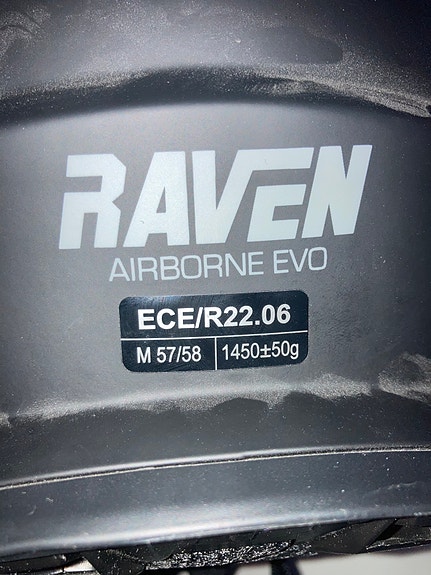 RAVEN
AIRBORNE EVO
ECE/R22.06
M 57/58 1450±50g